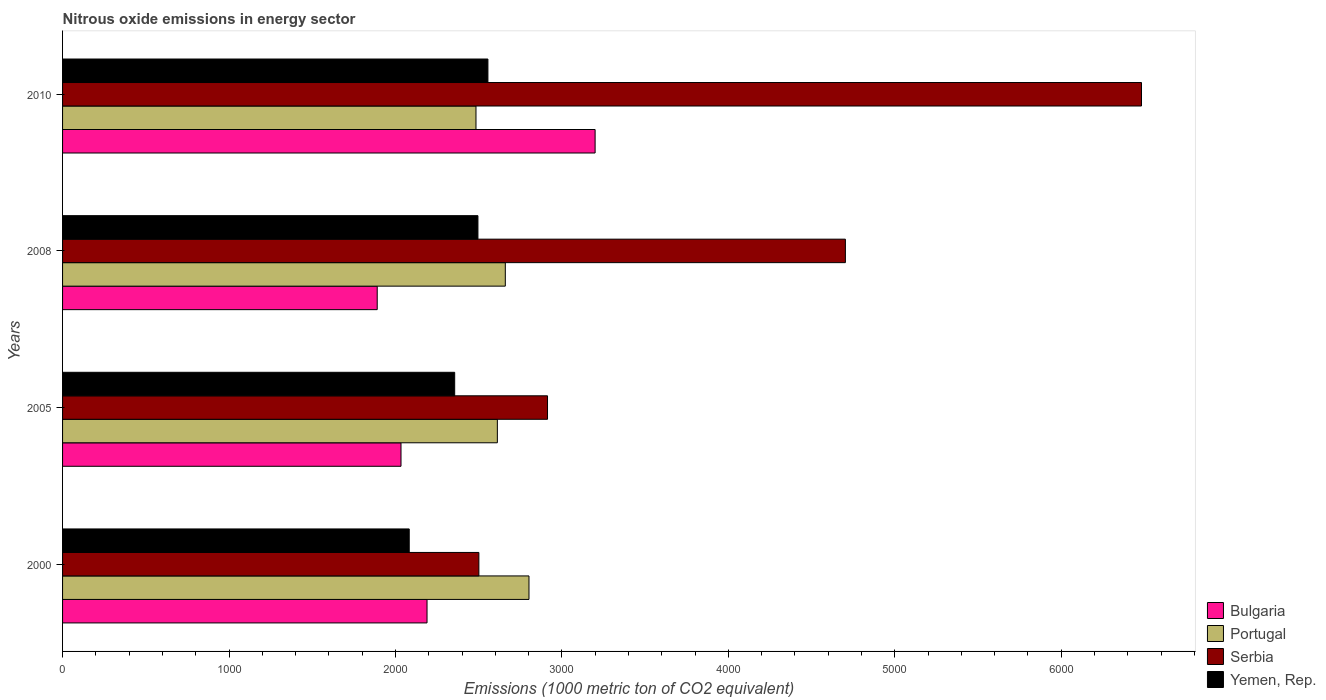 Nitrous oxide emissions in energy sector
2010
2008
2005
2000
Years
0
1000
2000
3000
4000
5000
6000
Emissions (1000 metric ton of CO2 equivalent)
Bulgaria
Portugal
Serbia
Yemen, Rep.